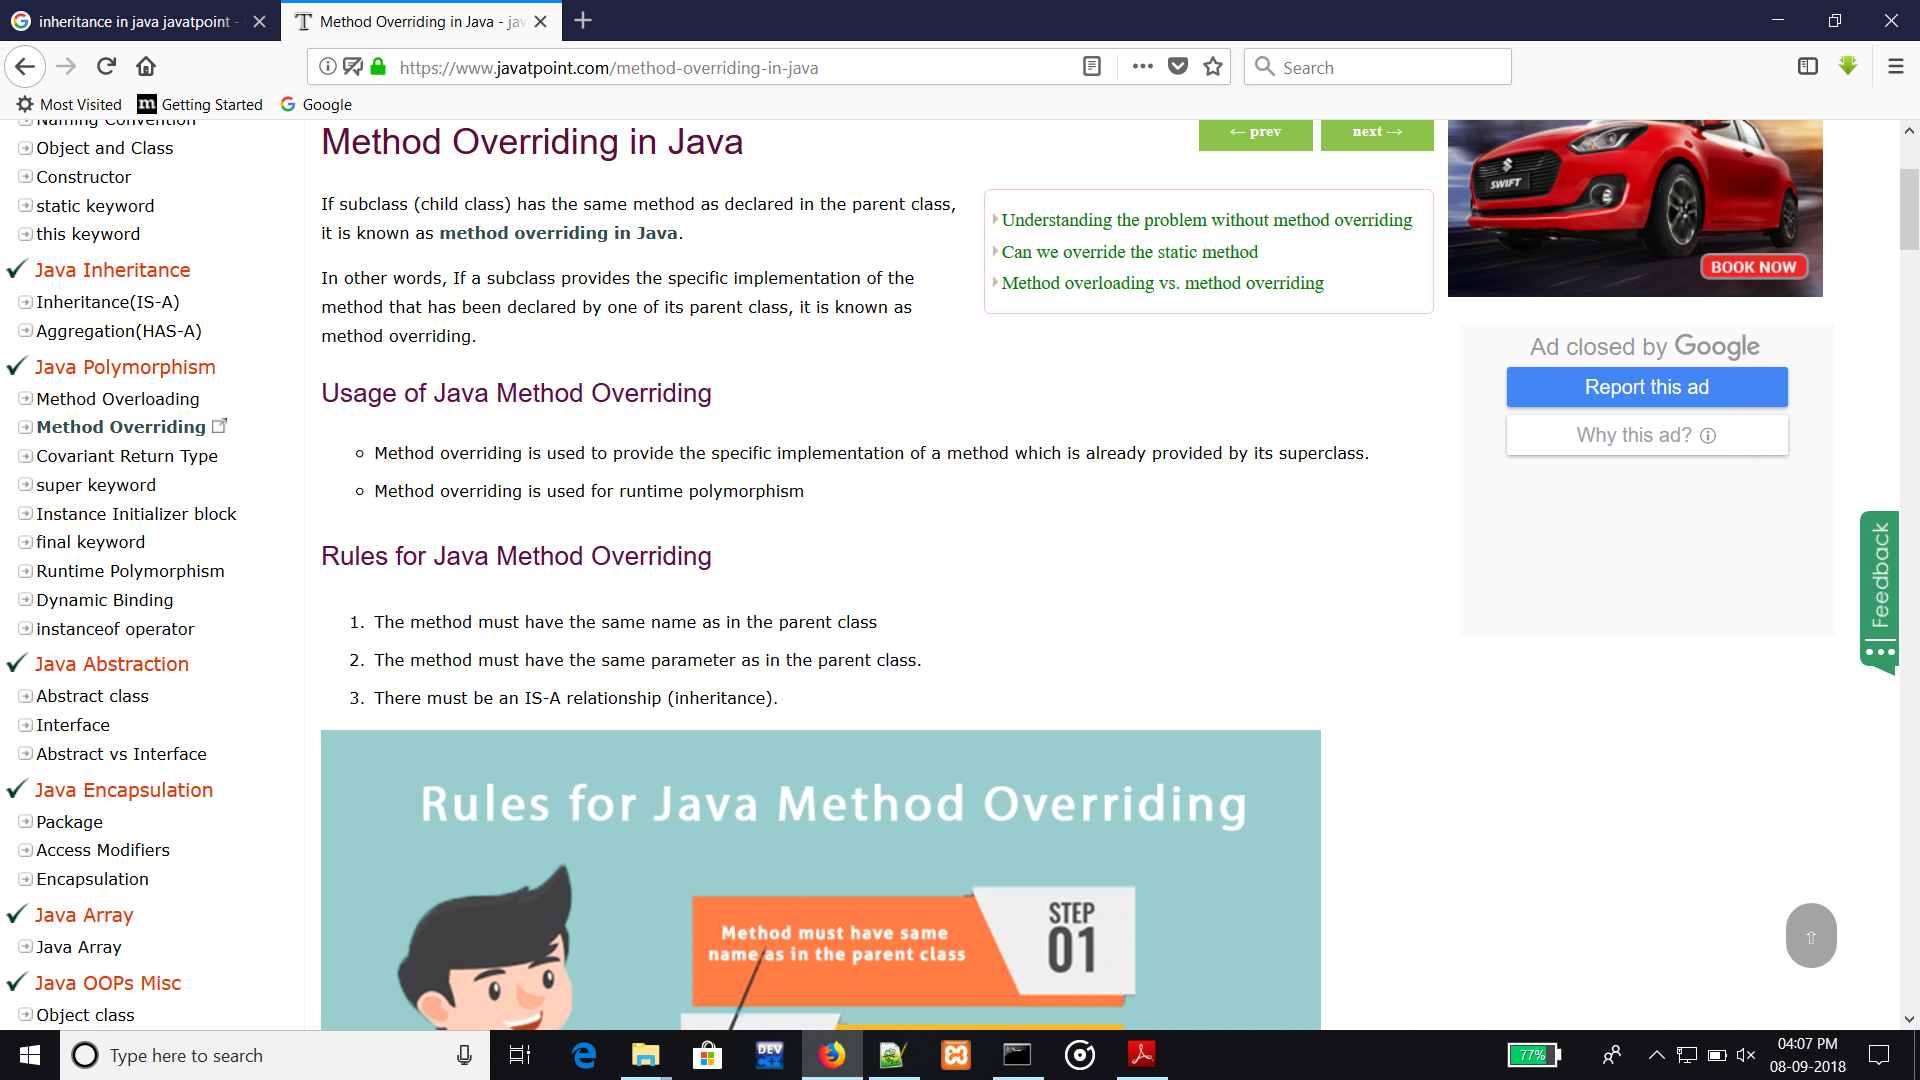 inheritance in java javatpoint -
Method Overriding in Java - jav
https://www.javatpoint.com/method-overriding-in-java
Search
Most Visited
Getting Started
Google
Naming Convention
Object and Class
Constructor
static keyword
this keyword
Java Inheritance
Inheritance(IS-A)
Aggregation(HAS-A)
Java Polymorphism
Method Overloading
Method Overriding
Covariant Return Type
super keyword
Instance Initializer block
final keyword
Runtime Polymorphism
Dynamic Binding
instanceof operator
Java Abstraction
Abstract class
Interface
Abstract vs Interface
Java Encapsulation
Package
Access Modifiers
Encapsulation
Java Array
Java Array
Java OOPs Misc
Object class
Method Overriding in Java
← prev
next →
If subclass (child class) has the same method as declared in the parent class,
it is known as method overriding in Java.
In other words, If a subclass provides the specific implementation of the
method that has been declared by one of its parent class, it is known as
method overriding.
Understanding the problem without method overriding
Can we override the static method
Method overloading vs. method overriding
Usage of Java Method Overriding
Method overriding is used to provide the specific implementation of a method which is already provided by its superclass.
Method overriding is used for runtime polymorphism
Rules for Java Method Overriding
1. The method must have the same name as in the parent class
2. The method must have the same parameter as in the parent class.
3. There must be an IS-A relationship (inheritance).
Rules for Java Method Overriding
Method must have same
name as in the parent class
STEP
01
SWIFT
BOOK NOW
Ad closed by Google
Report this ad
Why this ad?
Feedback
Type here to search
DEV
77%
04:07 PM
08-09-2018